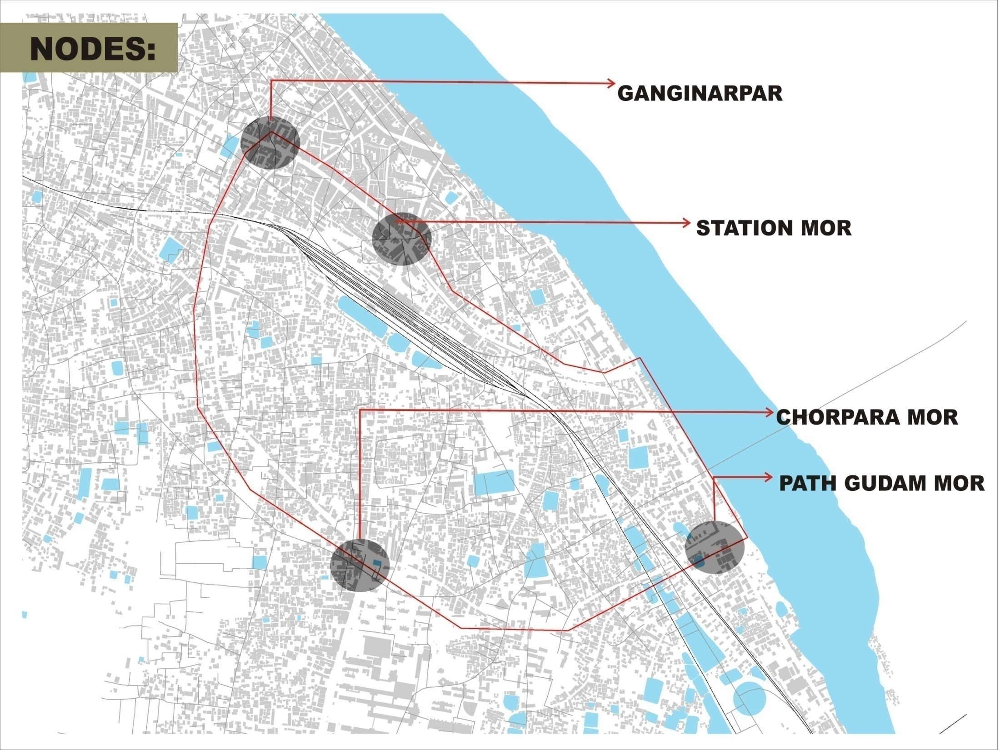 NODES:
GANGINARPAR
STATION MOR
CHORPARA MOR
PATH GUDAM MOR